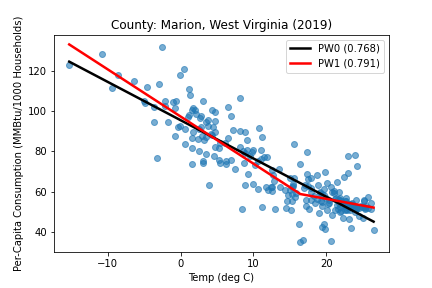 County: Marion, West Virginia (2019)
PW0 (0.768)
PW1 (0.791)
Per-Capita Consumption (MMBtu/1000 Households)
120
100
80
60
40
−10 0 10 20
Temp (deg C)